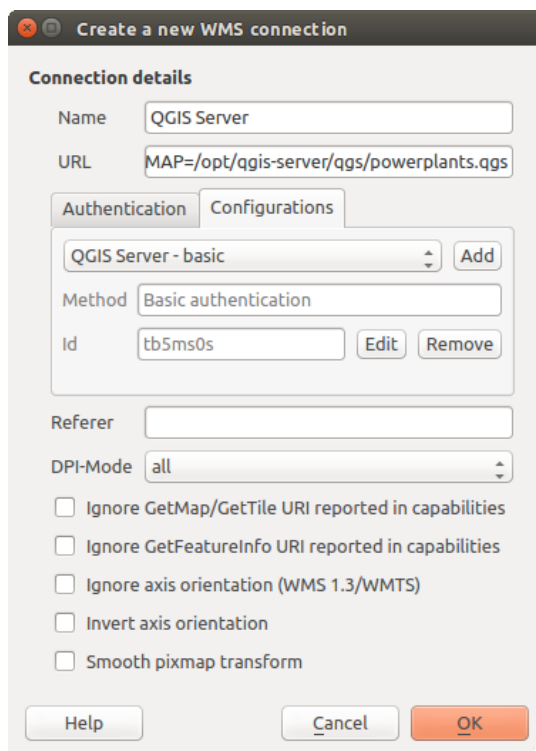 Create a new WMS connection
Connection details
Name QGIS Server
URL MAP=/opt/qgis-server/qgs/powerplants.qgs
Authentication Configurations
QGIS Server - basic Add
Method Basic authentication
Id tb5ms0s Edit Remove
Referer
DPI-Mode all
Ignore GetMap/GetTile URI reported in capabilities
Ignore GetFeatureInfo URI reported in capabilities
Ignore axis orientation (WMS 1.3/WMTS)
Invert axis orientation
Smooth pixmap transform
Help Cancel OK